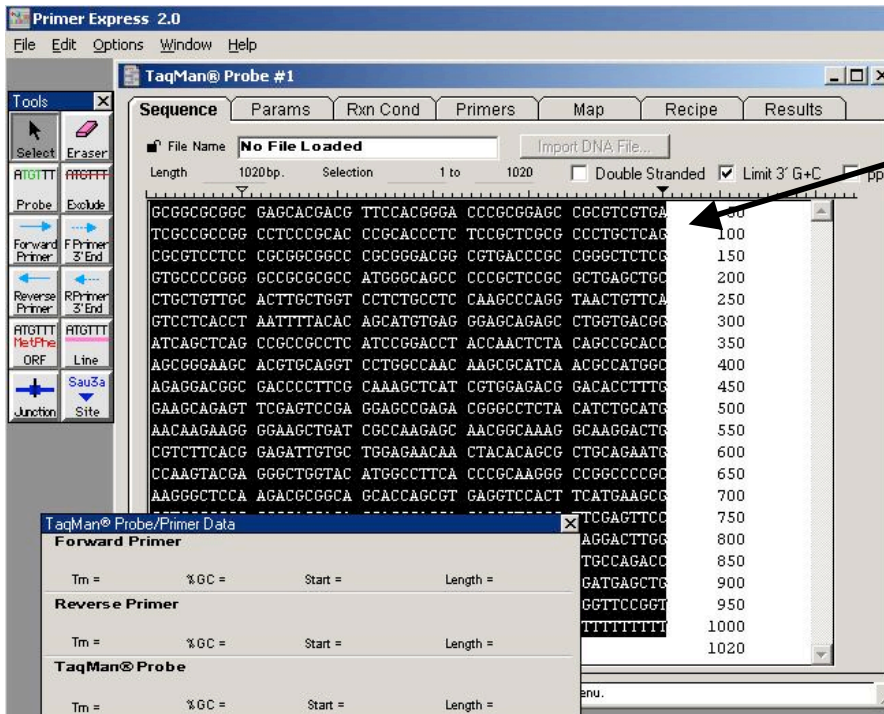 Primer Express 2.0
File Edit Options Window Help
TaqMan® Probe #1
Tools
Sequence Params Rxn Cond Primers Map Recipe Results
Select Eraser
File Name No File Loaded Import DNA File...
Length 1020 bp. Selection 1 to 1020 Double Stranded Limit 3' G+C
ATGTTT ATGTTT
Probe Exclude
Forward Primer F Primer 3' End
Reverse Primer R Primer 3' End
ATGTTT MetPhe ORF ATGTTT Line
Junction Sau3a Site
GCGGCGCGGC GAGCACGACG TTCCACGGGA CCCGCGGAGC CGCGTCGTGA
TCGCCGCCGG CCTCCCGCAC CCGCACCCTC TCCGCTCGCG CCCTGCTCAG 100
CGCGTCCTCC CGCGGCGCGCC CGCGGGACGG CGTGACCCGC CGGGCTCTCG 150
GTGCCCCGGG GCCGCGCGCC ATGGGCAGCC CCCGCTCCGC GCTGAGCTGC 200
CTGCTGTTGC ACTTGCTGGT CCTCTGCCTC CAAGCCCAGG TAACTGTTCA 250
GTCCTCACCT AATTTTACAC AGCATGTGAG GGAGCAGAGC CTGGTGACGG 300
ATCAGCTCAG CCGCCGCCTC ATCCGGACCT ACCAACTCTA CAGCCGCACC 350
AGCGGGAAGC ACGTGCAGGT CCTGGCCAAC AAGCGCATCA ACGCCATGGC 400
AGAGGACGGC GACCCCTTCG CAAAGCTCAT CGTGGAGACG GACACCTTTG 450
GAAGCAGAGT TCGAGTCCGA GGAGCCGAGA CGGGCCTCTA CATCTGCATG 500
AACAAGAAGG GGAAGCTGAT CGCCAAGAGC AACGGCAAAG GCAAGGACTG 550
CGTCTTCACG GAGATTGTGC TGGAGAACAA CTACACAGCG CTGCAGAATG 600
CCAAGTACGA GGGCTGGTAC ATGGCCTTCA CCCGCAAGGG CCGGCCCCGC 650
AAGGGCTCCA AGACGCGGCA GCACCAGCGT GAGGTCCACT TCATGAAGCG 700
TTCGAGTTCC 750
AGGACTTGG 800
TGCCAGACC 850
GATGAGCTG 900
GGTTCCGGT 950
TTTTTTTTT 1000
1020
TaqMan® Probe/Primer Data
Forward Primer
Tm = %GC = Start = Length =
Reverse Primer
Tm = %GC = Start = Length =
TaqMan® Probe
Tm = %GC = Start = Length =
enu.